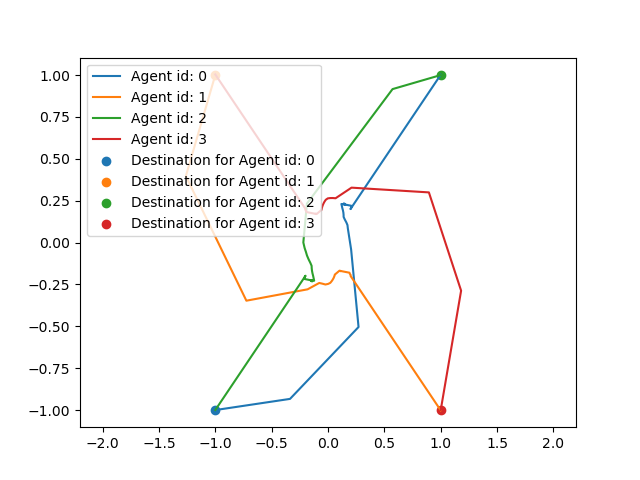 1.00
0.75
0.50
0.25
0.00
−0.25
−0.50
−0.75
−1.00
Agent id: 0
Agent id: 1
Agent id: 2
Agent id: 3
Destination for Agent id: 0
Destination for Agent id: 1
Destination for Agent id: 2
Destination for Agent id: 3
−2.0 −1.5 −1.0 −0.5 0.0 0.5 1.0 1.5 2.0